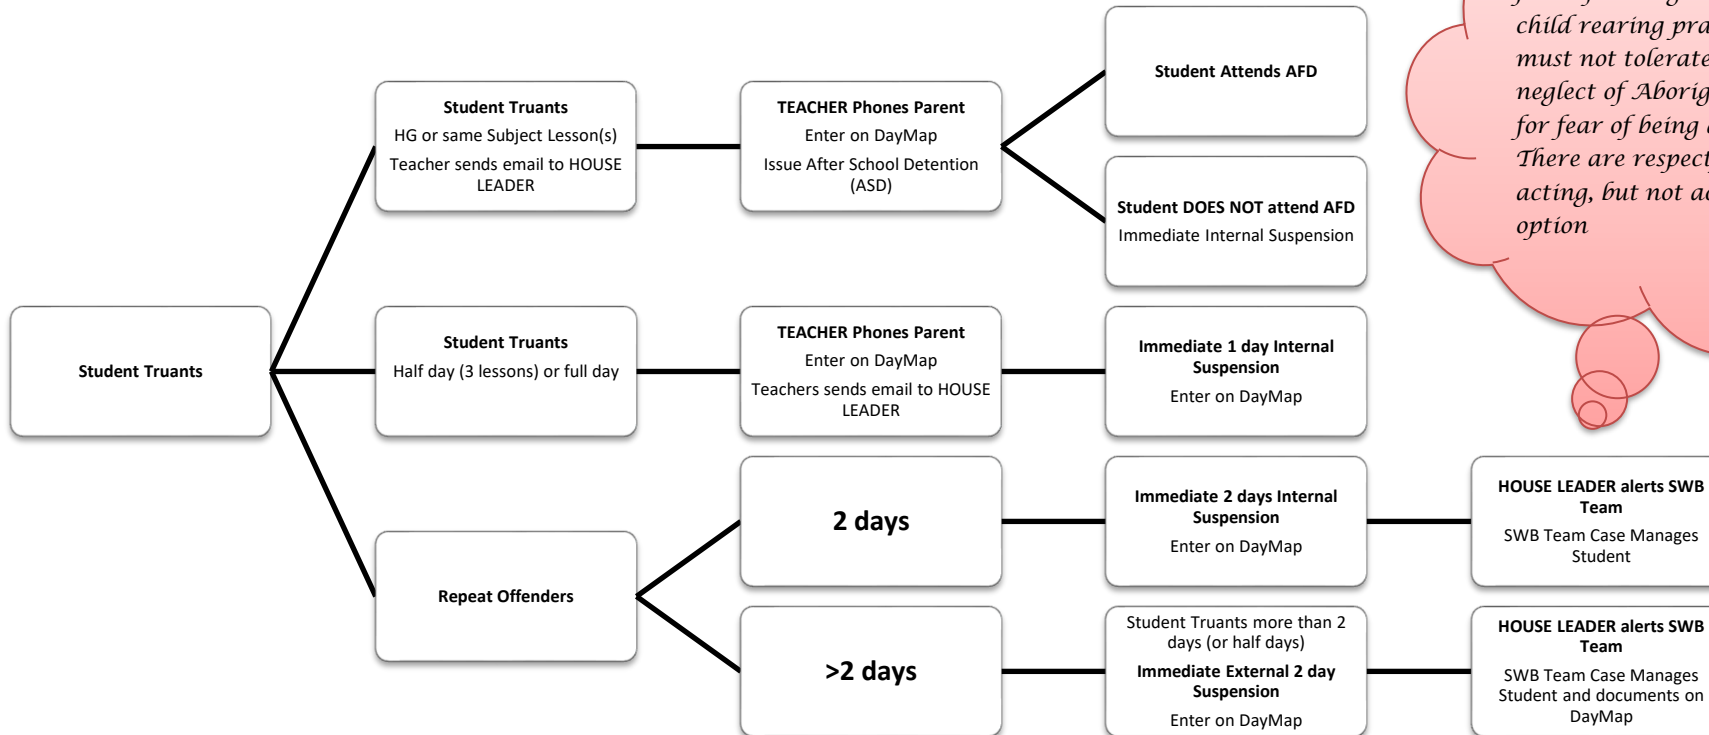 Student Truants
Student Truants
HG or same Subject Lesson(s)
Teacher sends email to HOUSE
LEADER
TEACHER Phones Parent
Enter on DayMap
Issue After School Detention
(ASD)
Student Attends AFD
Student DOES NOT attend AFD
Immediate Internal Suspension
Student Truants
Half day (3 lessons) or full day
TEACHER Phones Parent
Enter on DayMap
Teachers sends email to HOUSE
LEADER
Immediate 1 day Internal
Suspension
Enter on DayMap
Repeat Offenders
2 days
Immediate 2 days Internal
Suspension
Enter on DayMap
HOUSE LEADER alerts SWB
Team
SWB Team Case Manages
Student
>2 days
Student Truants more than 2
days (or half days)
Immediate External 2 day
Suspension
Enter on DayMap
HOUSE LEADER alerts SWB
Team
SWB Team Case Manages
Student and documents on
DayMap
child rearing
must not tolerate
neglect of
for fear of being
There are
acting, but not
option